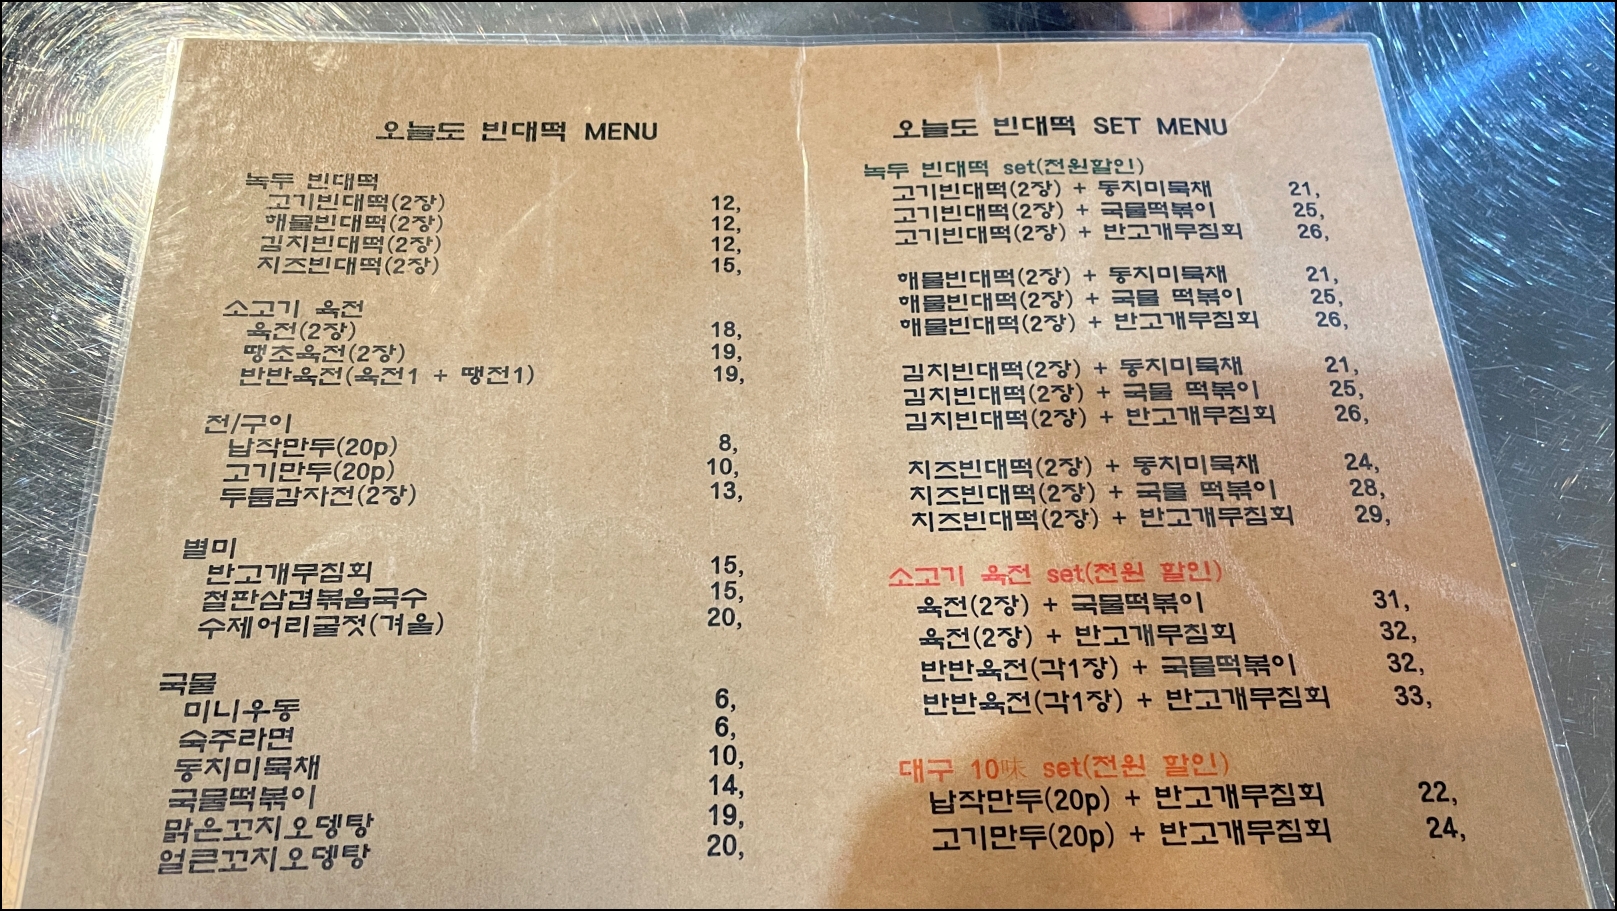 오늘도 빈대떡 MENU
녹두 빈대떡
고기빈대떡(2장) 12,
해물빈대떡(2장) 12,
김치빈대떡(2장) 12,
치즈빈대떡(2장) 15,
소고기 육전
육전(2장) 18,
땡초육전(2장) 19,
반반육전(육전1 + 땡전1) 19,
전/구이
납작만두(20p) 8,
고기만두(20p) 10,
두툼감자전(2장) 13,
별미
반고개무침회 15,
철판삼겹볶음국수 15,
수제어리굴젓(겨울) 20,
국물
미니우동 6,
숙주라면 6,
동치미묵채 10,
국물떡볶이 14,
맑은꼬치오뎅탕 19,
얼큰꼬치오뎅탕 20,
오늘도 빈대떡 SET MENU
녹두 빈대떡 set(전원할인)
고기빈대떡(2장) + 동치미묵채 21,
고기빈대떡(2장) + 국물떡볶이 25,
고기빈대떡(2장) + 반고개무침회 26,
해물빈대떡(2장) + 동치미묵채 21,
해물빈대떡(2장) + 국물 떡볶이 25,
해물빈대떡(2장) + 반고개무침회 26,
김치빈대떡(2장) + 동치미묵채 21,
김치빈대떡(2장) + 국물 떡볶이 25,
김치빈대떡(2장) + 반고개무침회 26,
치즈빈대떡(2장) + 동치미묵채 24,
치즈빈대떡(2장) + 국물 떡볶이 28,
치즈빈대떡(2장) + 반고개무침회 29,
소고기 육전 set(전원 할인)
육전(2장) + 국물떡볶이 31,
육전(2장) + 반고개무침회 32,
반반육전(각1장) + 국물떡볶이 32,
반반육전(각1장) + 반고개무침회 33,
대구 10味 set(전원 할인)
납작만두(20p) + 반고개무침회 22,
고기만두(20p) + 반고개무침회 24,